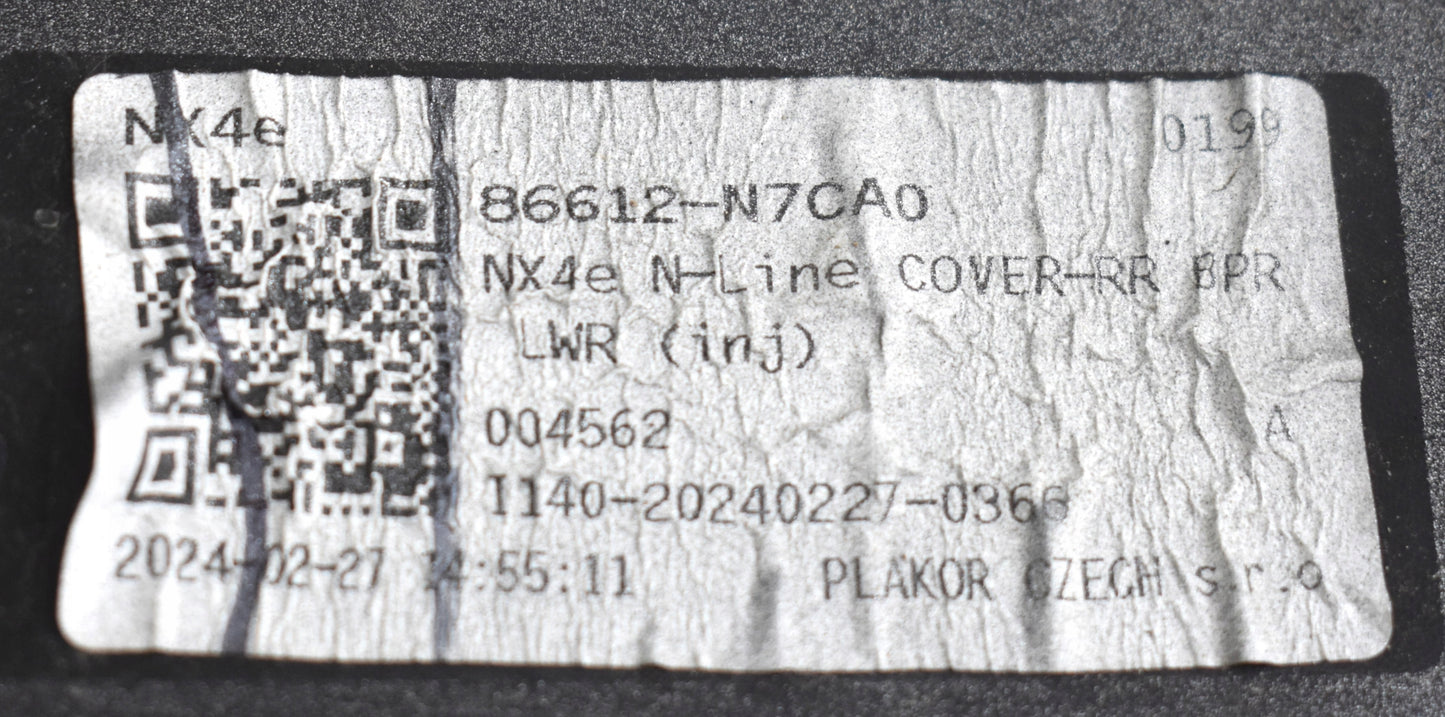 NX4e 0199
86612-N7CA0
NX4e N-Line COVER-RR BPR
LWR (inj)
004562 A
I140-20240227-0366
2024-02-27 14:55:11 PLAKOR CZECH s.r.o